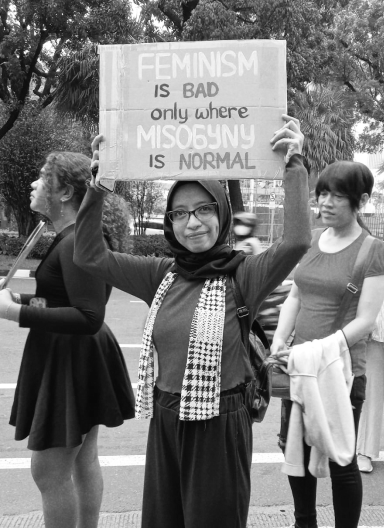 FEMINISM
IS BAD
only where
MISOGYNY
IS NORMAL